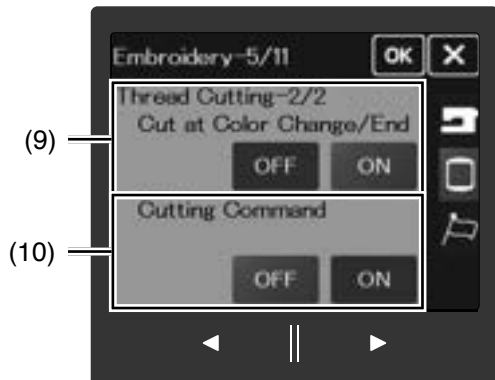 Embroidery-5/11 OK X
Thread Cutting-2/2
(9)
Cut at Color Change/End
OFF ON
Cutting Command
(10)
OFF ON